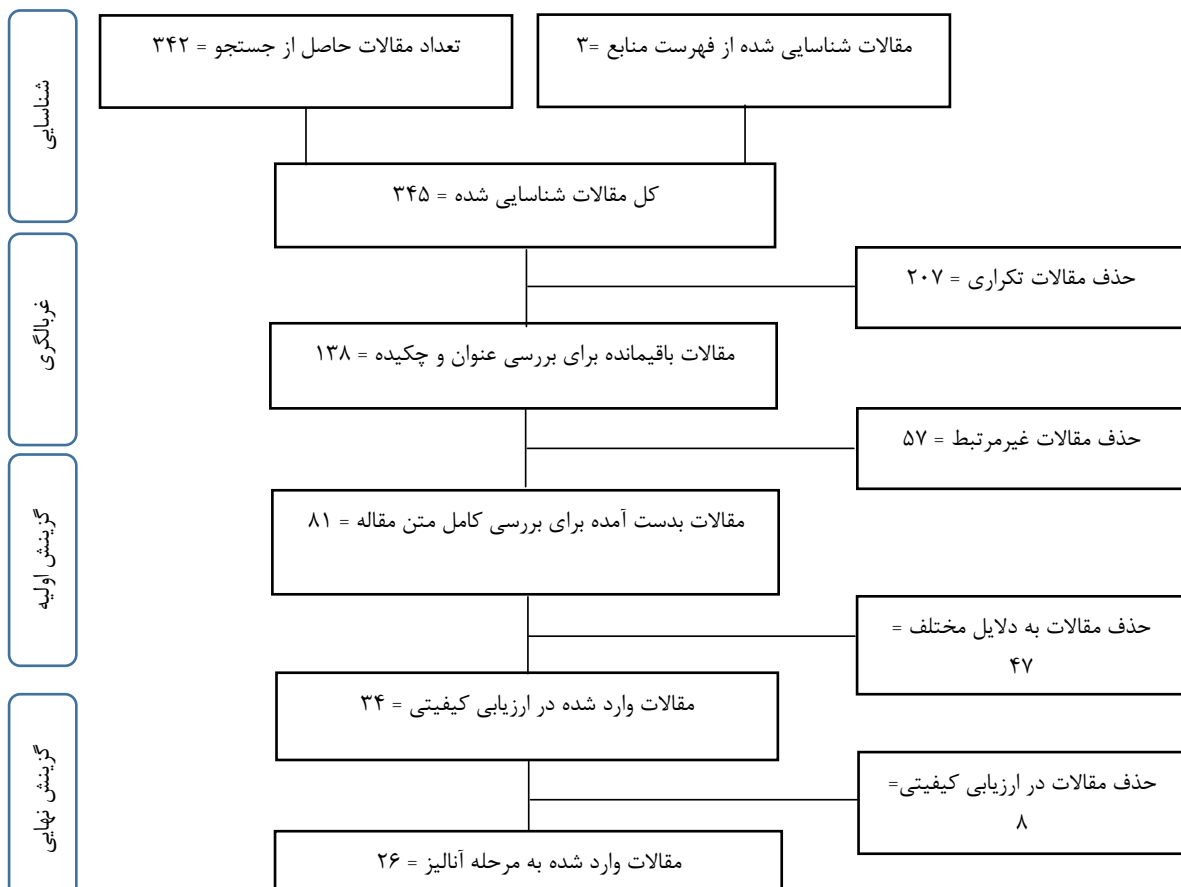 شناسایی
تعداد مقالات حاصل از جستجو = ۳۴۲
مقالات شناسایی شده از فهرست منابع =۳
کل مقالات شناسایی شده = ۳۴۵
غربالگری
حذف مقالات تکراری = ۲۰۷
مقالات باقیمانده برای بررسی عنوان و چکیده = ۱۳۸
حذف مقالات غیرمرتبط = ۵۷
گزینش اولیه
مقالات بدست آمده برای بررسی کامل متن مقاله = ۸۱
حذف مقالات به دلایل مختلف =
۴۷
گزینش نهایی
مقالات وارد شده در ارزیابی کیفیتی = ۳۴
حذف مقالات در ارزیابی کیفیتی=
۸
مقالات وارد شده به مرحله آنالیز = ۲۶